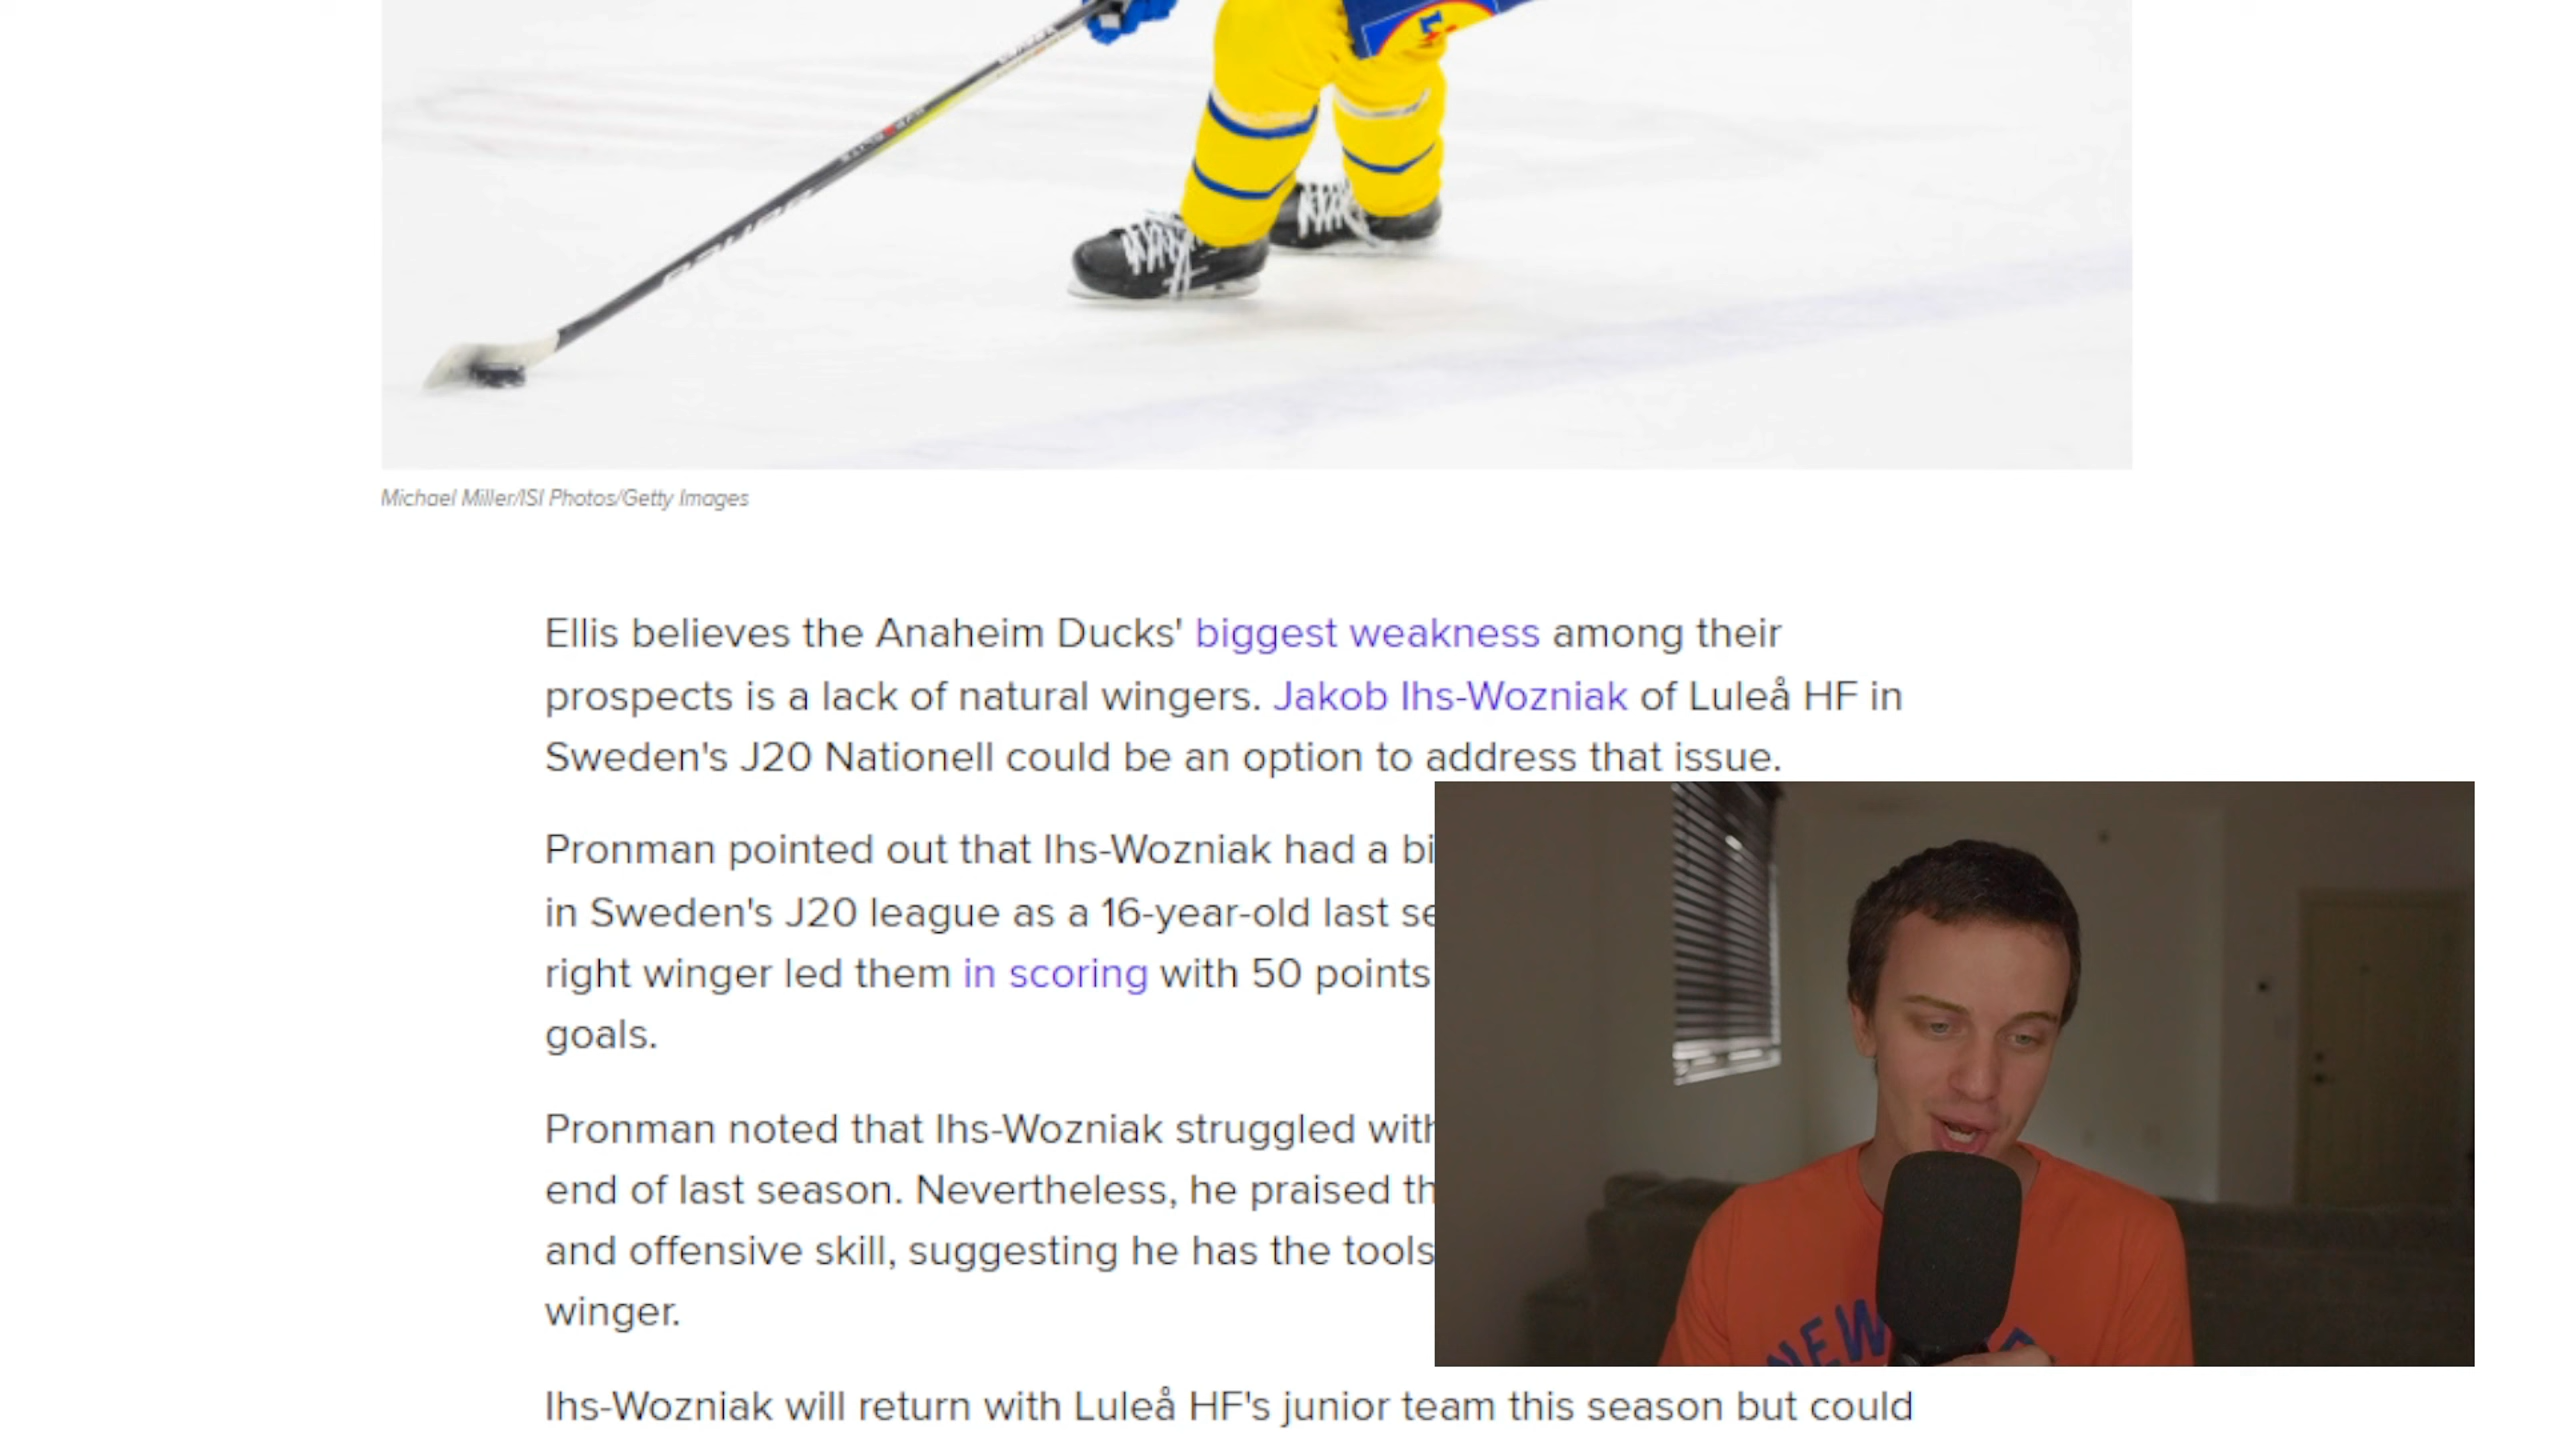 BAUER
Michael Miller/ISI Photos/Getty Images
Ellis believes the Anaheim Ducks' biggest weakness among their
prospects is a lack of natural wingers. Jakob Ihs-Wozniak of Luleå HF in
Sweden's J20 Nationell could be an option to address that issue.
Pronman pointed out that Ihs-Wozniak had a
in Sweden's J20 league as a 16-year-old last
right winger led them in scoring with 50 points
goals.
Pronman noted that Ihs-Wozniak struggled
end of last season. Nevertheless, he praised
and offensive skill, suggesting he has the tools
winger.
NEW
Ihs-Wozniak will return with Luleå HF's junior team this season but could